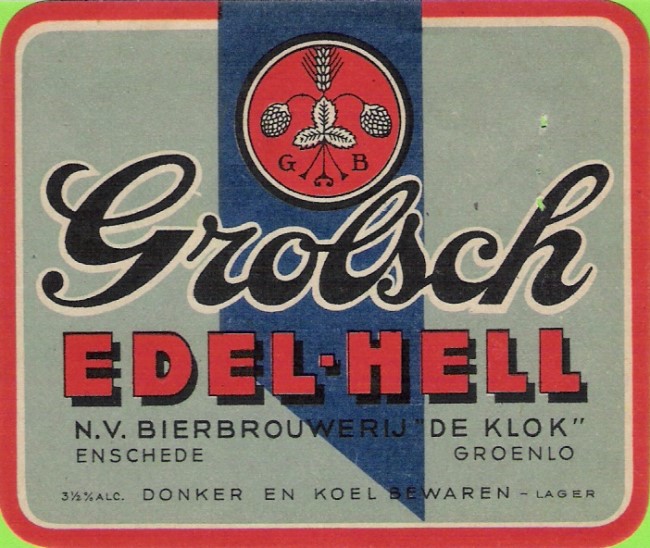 G B
Grolsch
EDEL-HELL
N.V. BIERBROUWERIJ "DE KLOK"
ENSCHEDE GROENLO
3½% ALC. DONKER EN KOEL BEWAREN - LAGER